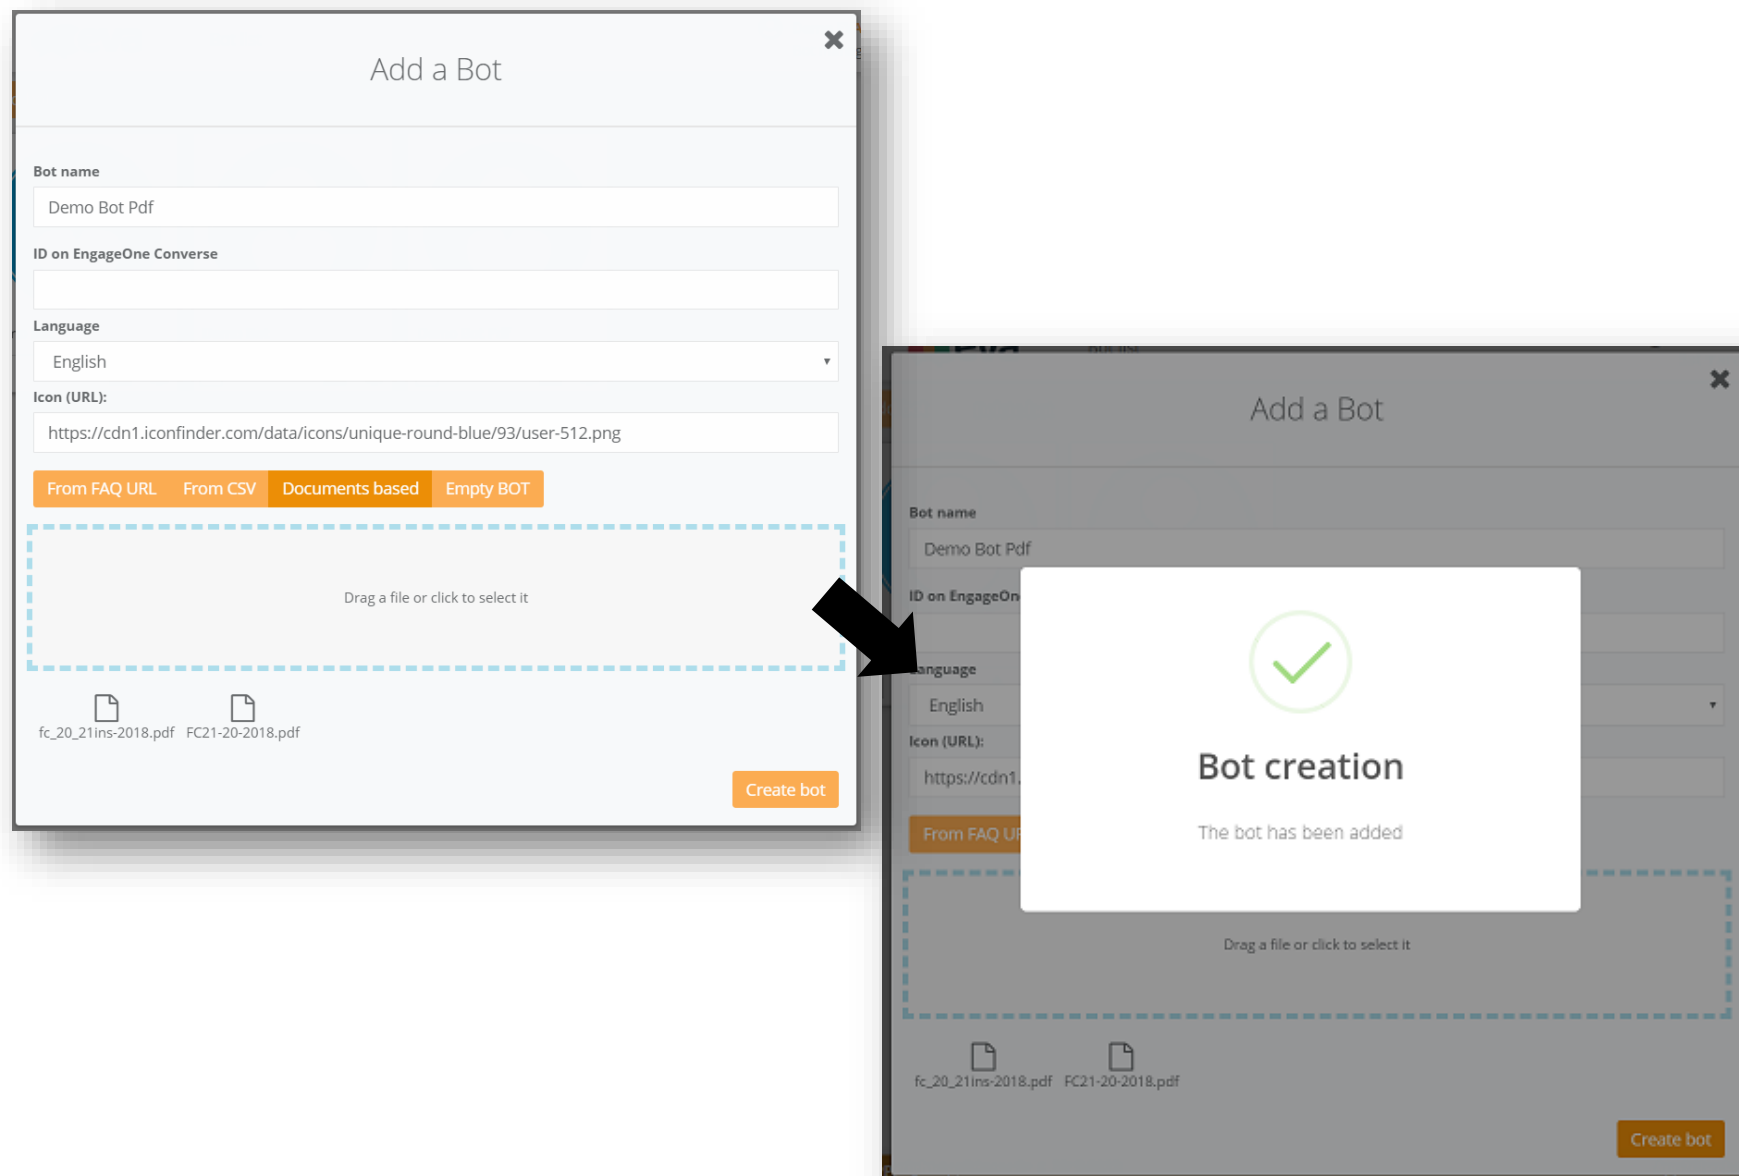 Add a Bot
Bot name
Demo Bot Pdf
ID on EngageOne Converse
Language
English
Icon (URL):
https://cdn1.iconfinder.com/data/icons/unique-round-blue/93/user-512.png
From FAQ URL From CSV Documents based Empty BOT
Drag a file or click to select it
fc_20_21ins-2018.pdf FC21-20-2018.pdf
Create bot
Add a Bot
Bot name
Demo Bot Pdf
ID on EngageOn
anguage
English
Icon (URL):
https://cdn1.
From FAQ UR
Bot creation
The bot has been added
Drag a file or click to select it
fc_20_21ins-2018.pdf FC21-20-2018.pdf
Create bot